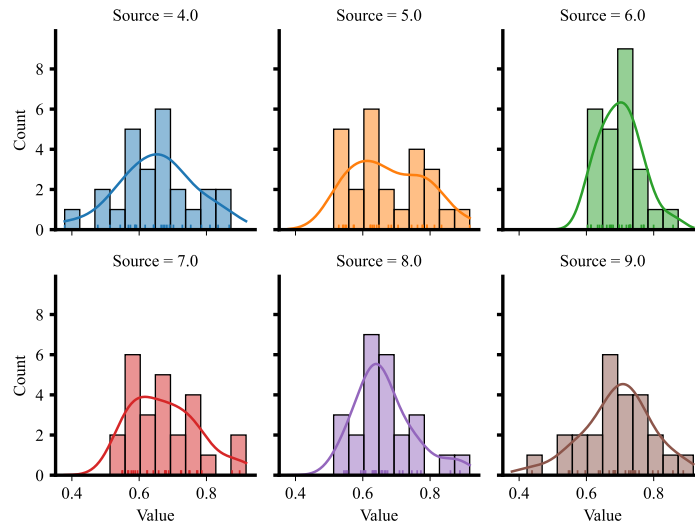 Source = 4.0
Source = 5.0
Source = 6.0
8
6
4
2
0
Count
Source = 7.0
Source = 8.0
Source = 9.0
8
6
4
2
0
Count
0.4 0.6 0.8
0.4 0.6 0.8
0.4 0.6 0.8
Value
Value
Value